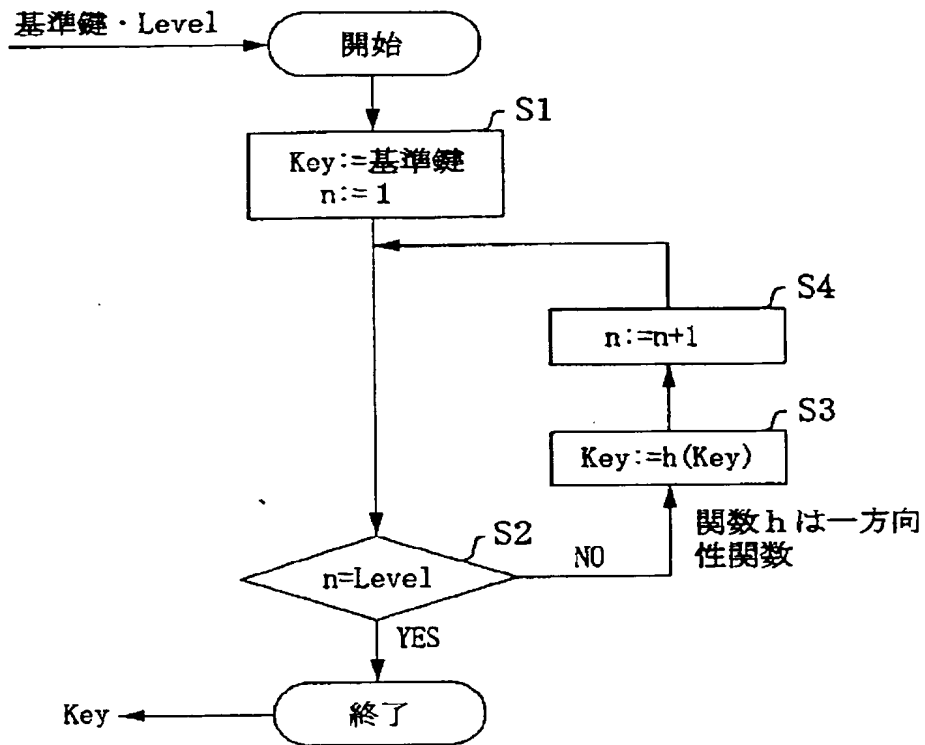 基準鍵・Level
開始
S1
Key:=基準鍵
n:=1
S4
n:=n+1
S3
Key:=h(Key)
関数hは一方向
性関数
S2
n=Level
NO
YES
Key
終了